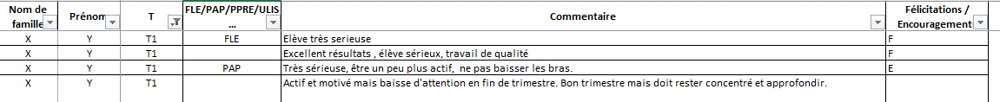 Nom de famille Prénom T FLE/PAP/PPRE/ULIS ... Commentaire Félicitations / Encouragement
X Y T1 FLE Elève très serieuse F
X Y T1 Excellent résultats , élève sérieux, travail de qualité F
X Y T1 PAP Très sérieuse, être un peu plus actif, ne pas baisser les bras. E
X Y T1 Actif et motivé mais baisse d'attention en fin de trimestre. Bon trimestre mais doit rester concentré et approfondir.